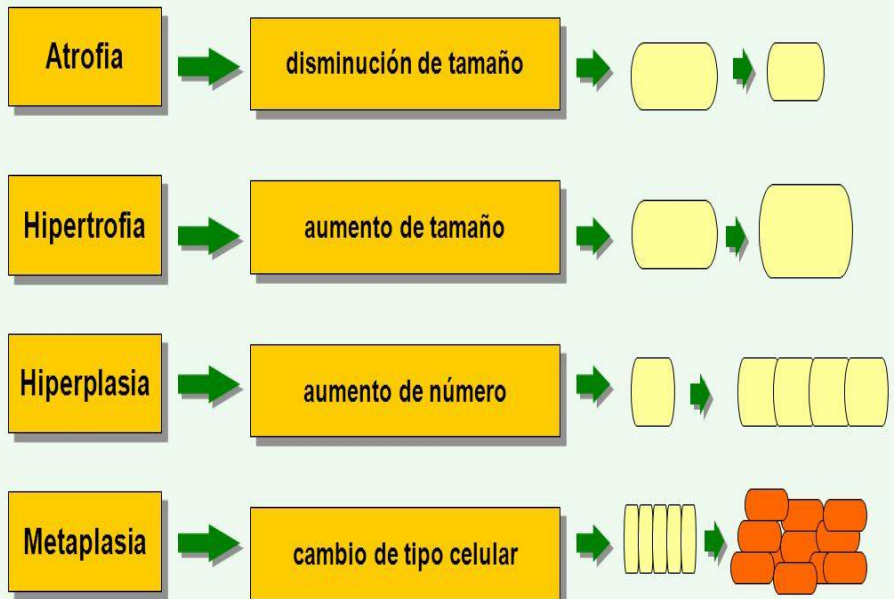 Atrofia
disminución de tamaño
Hipertrofia
aumento de tamaño
Hiperplasia
aumento de número
Metaplasia
cambio de tipo celular